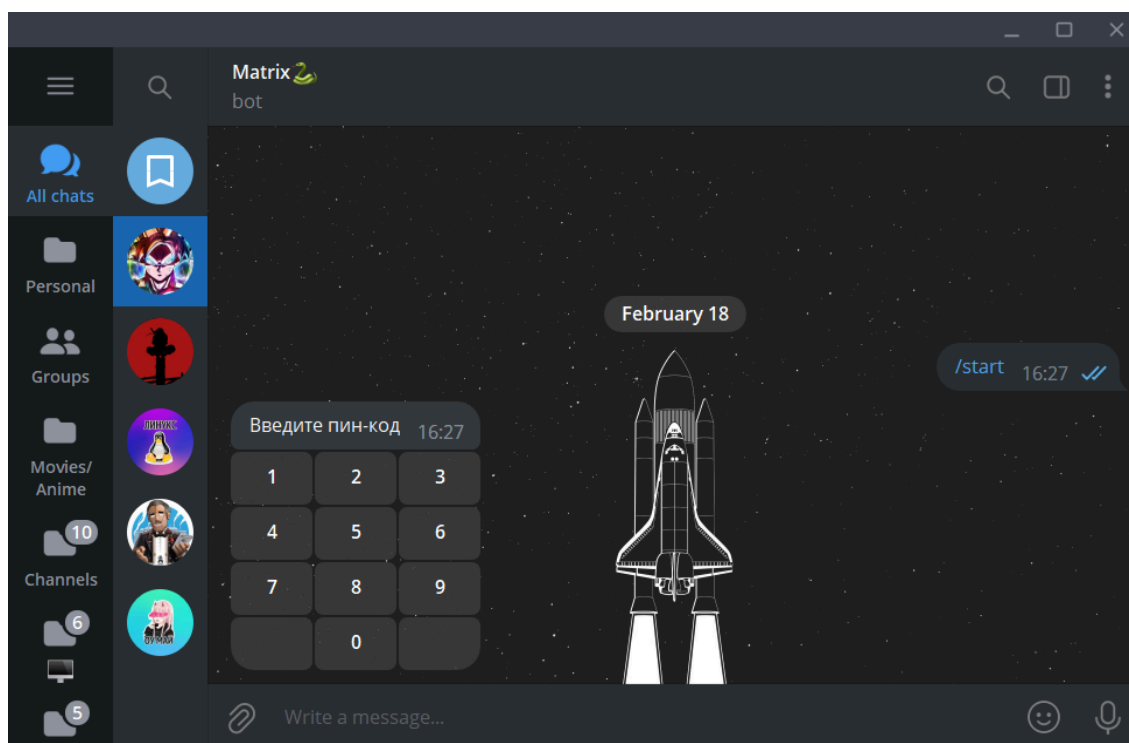 Matrix
bot
All chats
Personal
Groups
Movies/
Anime
10
Channels
6
5
ЛИНУКС
February 18
/start 16:27
Введите пин-код 16:27
1 2 3
4 5 6
7 8 9
0
Write a message...